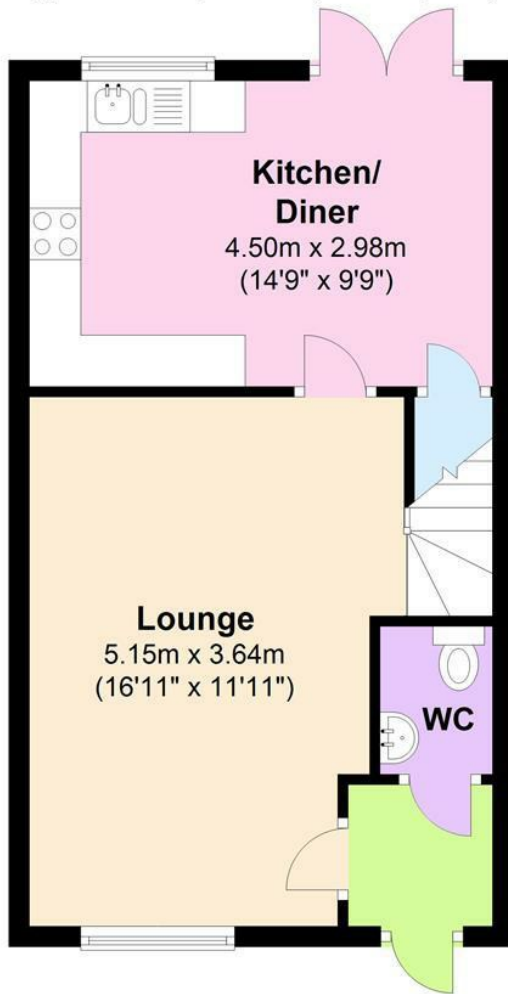 Kitchen/
Diner
4.50m x 2.98m
(14'9" x 9'9")
Lounge
5.15m x 3.64m
(16'11" x 11'11")
WC